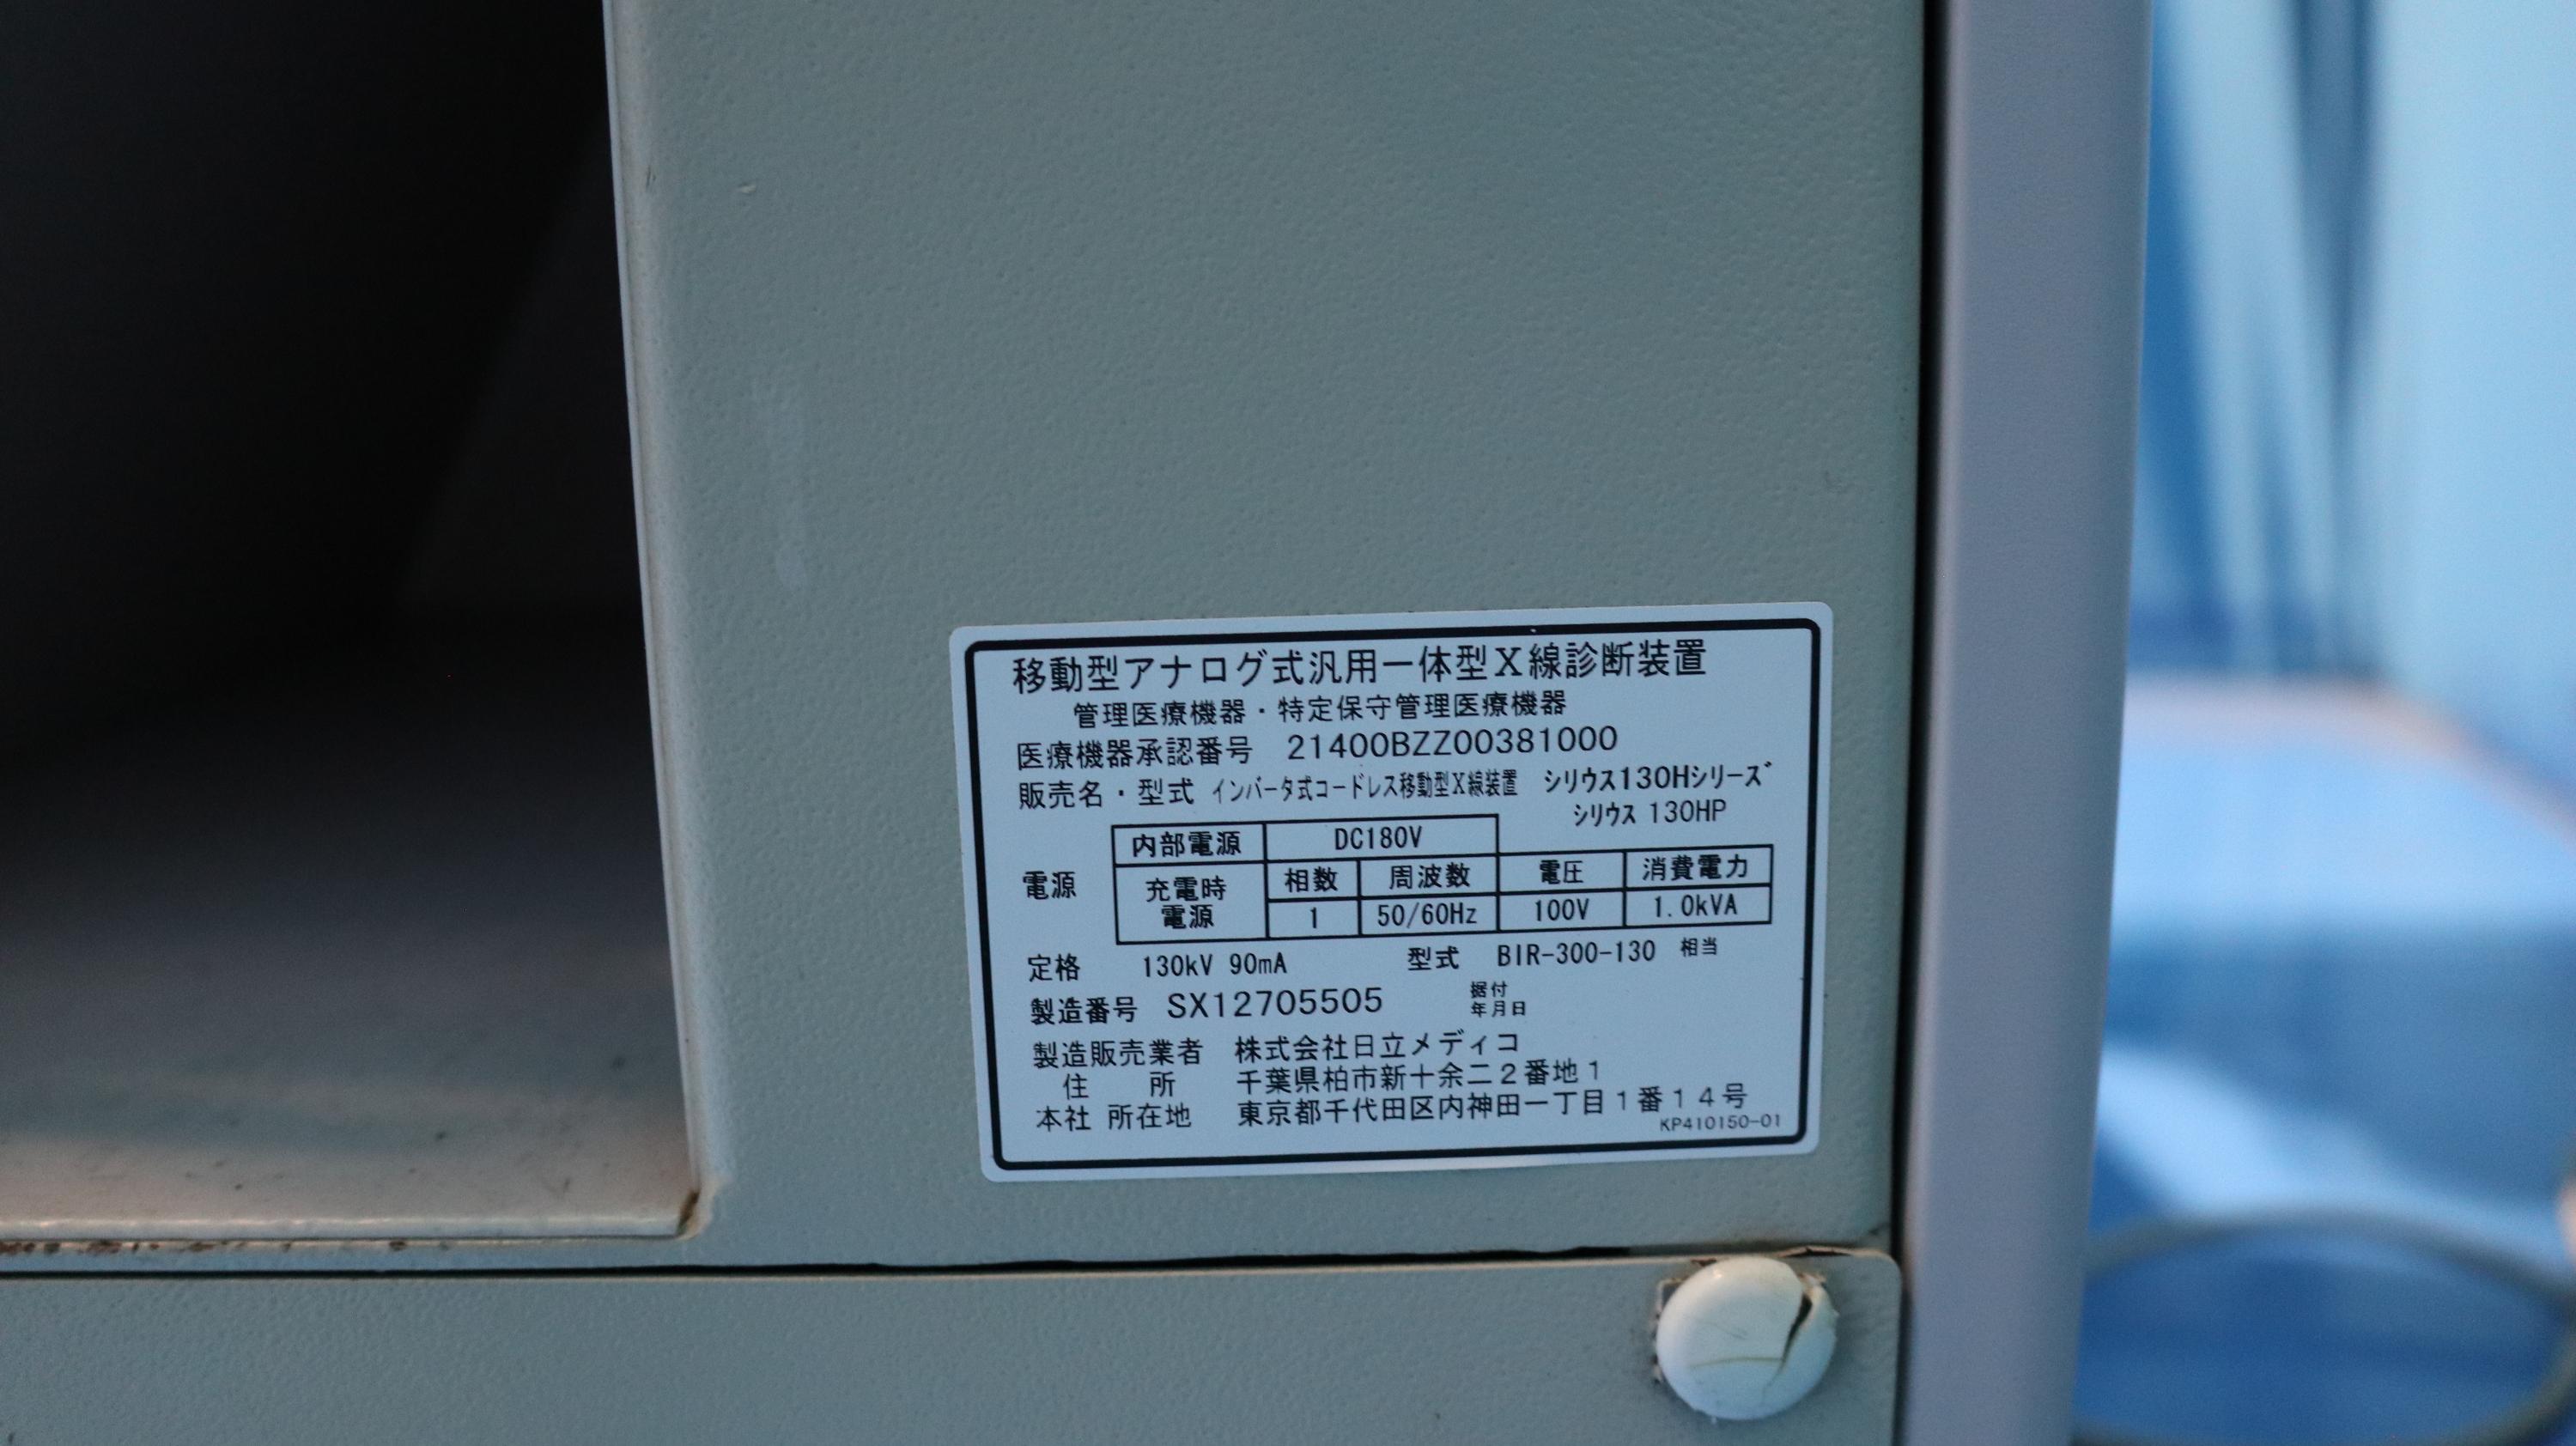 移動型アナログ式汎用一体型X線診断装置
管理医療機器・特定保守管理医療機器
医療機器承認番号 21400BZZ00381000
販売名・型式 インバータ式コードレス移動型X線装置 シリウス130Hシリーズ
シリウス 130HP
電源 内部電源 DC180V
充電時電源 相数 周波数 電圧 消費電力
1 50/60Hz 100V 1.0kVA
定格 130kV 90mA 型式 BIR-300-130 相当
製造番号 SX12705505 据付年月日
製造販売業者 株式会社日立メディコ
住 所 千葉県柏市新十余二2番地1
本社 所在地 東京都千代田区内神田一丁目1番14号
KP410150-01